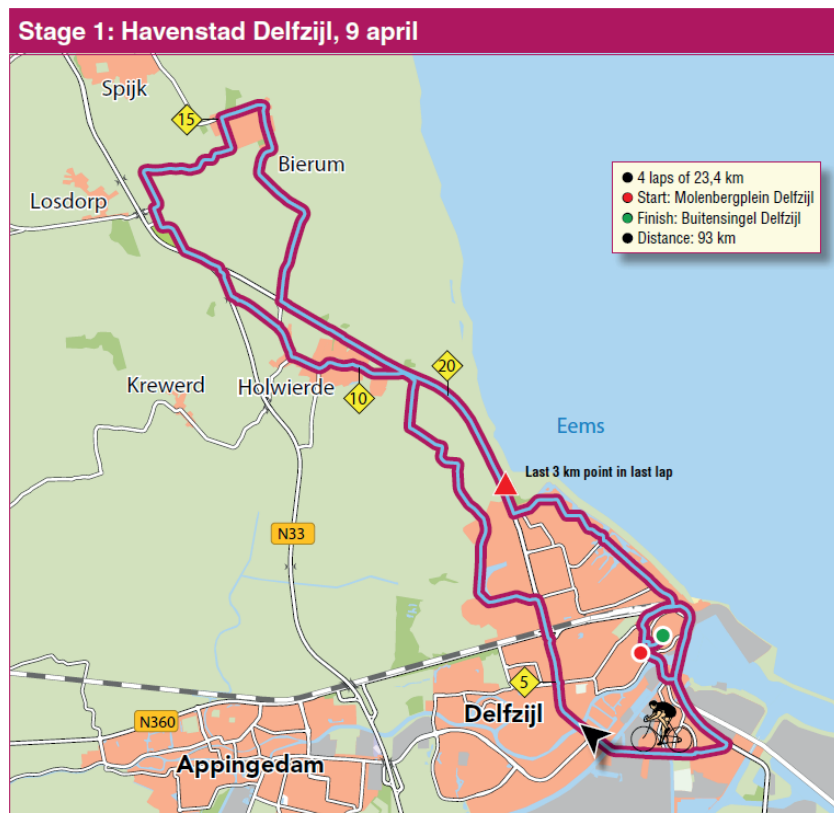 Stage 1: Havenstad Delfzijl, 9 april
Spijk
15
Bierum
● 4 laps of 23,4 km
● Start: Molenbergplein Delfzijl
● Finish: Buitensingel Delfzijl
● Distance: 93 km
Losdorp
20
Krewerd
Holwierde
10
Eems
Last 3 km point in last lap
N33
5
Delfzijl
N360
Appingedam